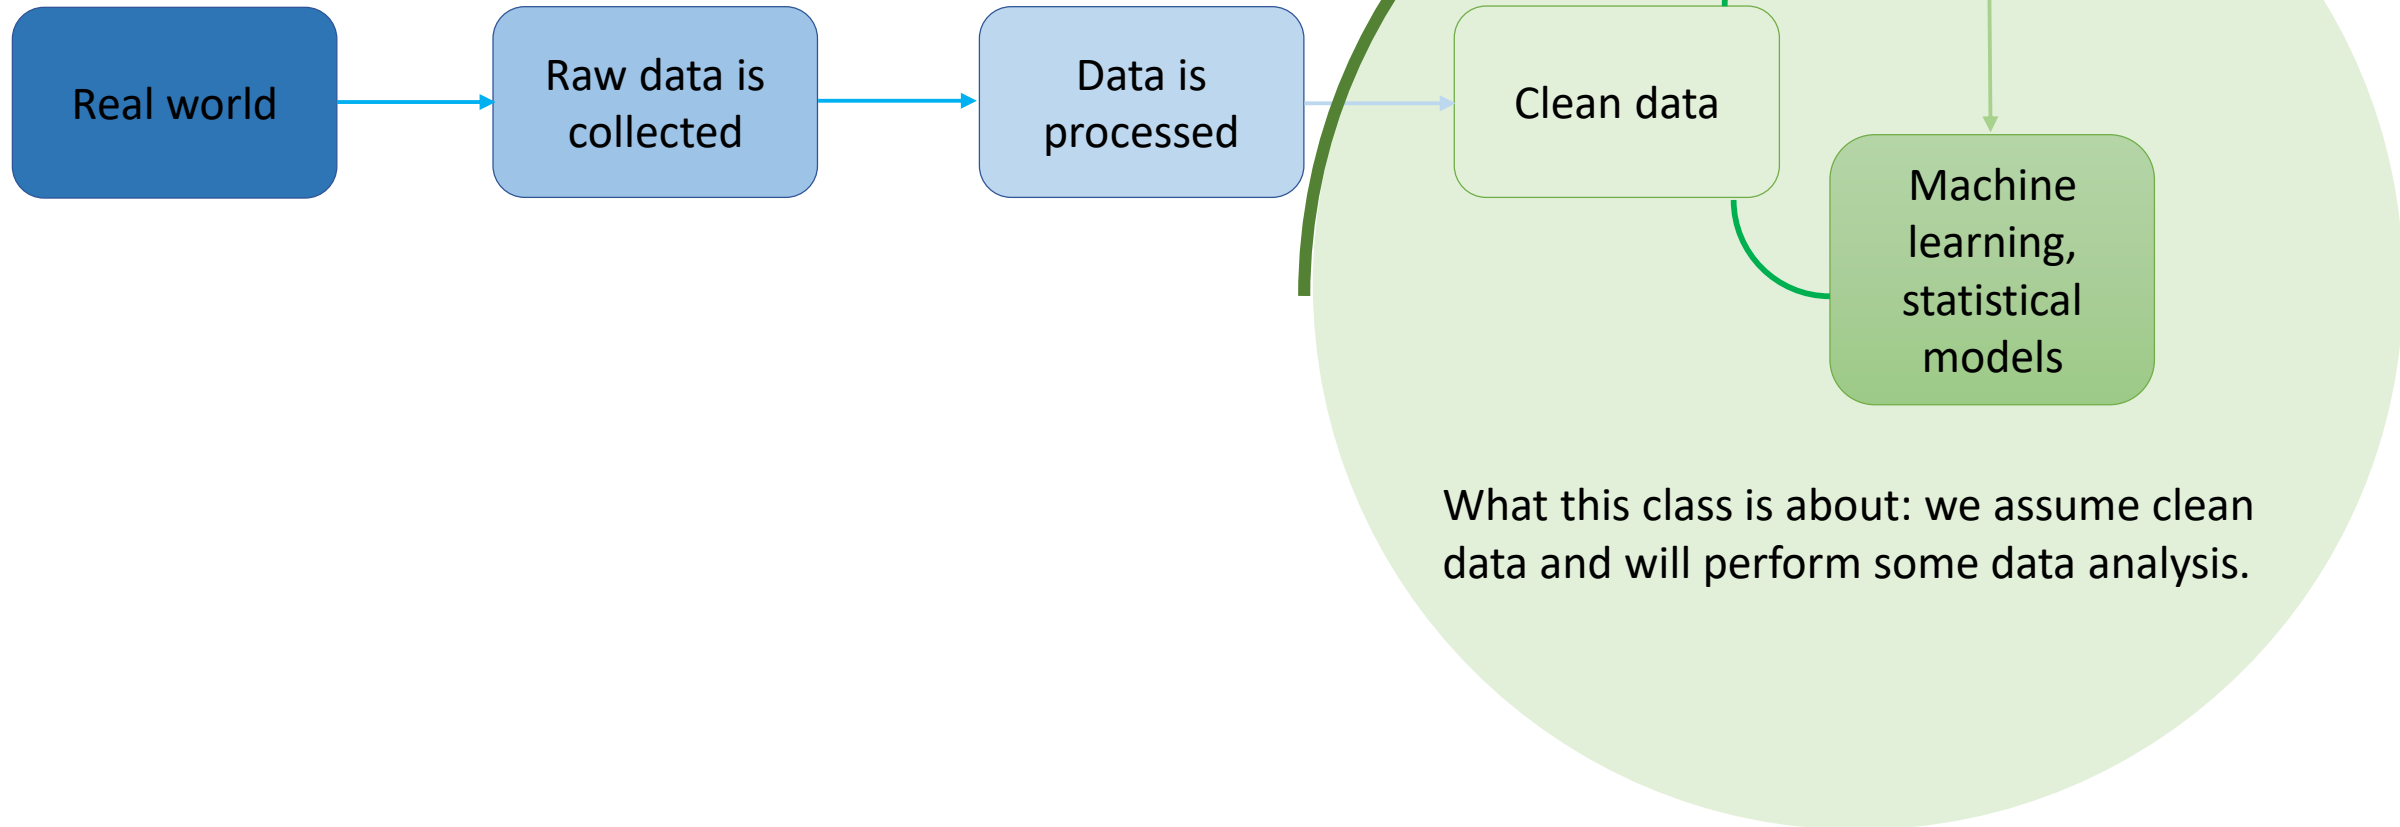 Real world
Raw data is
collected
Data is
processed
Clean data
Machine
learning,
statistical
models
What this class is about: we assume clean
data and will perform some data analysis.